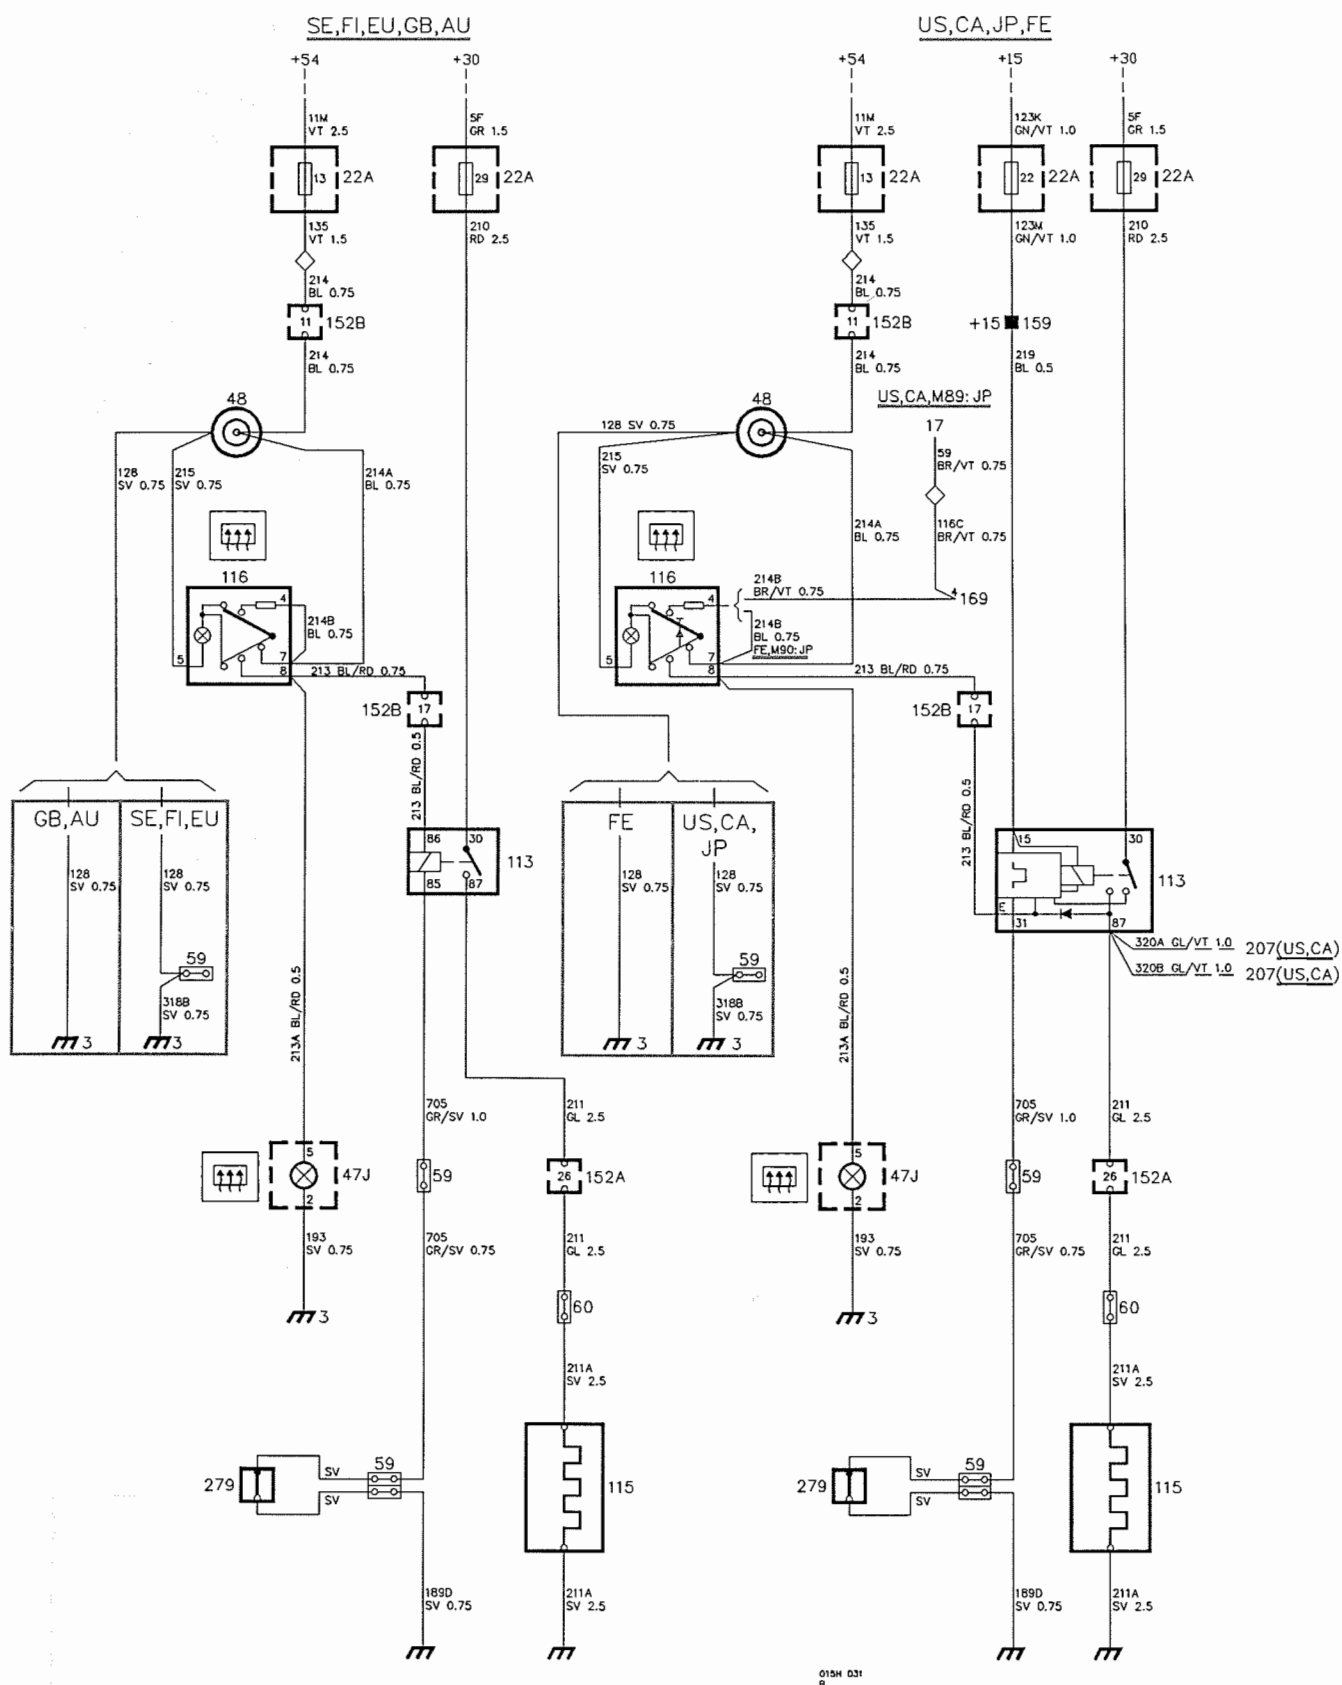 SE,FI,EU,GB,AU
+54
+30
11M
VT 2.5
5F
GR 1.5
13
22A
29
22A
135
VT 1.5
210
RD 2.5
214
BL 0.75
11
152B
214
BL 0.75
48
128
SV 0.75
215
SV 0.75
214A
BL 0.75
116
4
214B
BL 0.75
5
7
8
213 BL/RD 0.75
152B
17
213 BL/RD 0.5
GB,AU
SE,FI,EU
128
SV 0.75
128
SV 0.75
59
318B
SV 0.75
3
3
86
30
85
87
113
213A BL/RD 0.5
705
GR/SV 1.0
211
GL 2.5
5
47J
2
59
26
152A
193
SV 0.75
705
GR/SV 0.75
211
GL 2.5
3
60
211A
SV 2.5
279
SV
SV
59
115
189D
SV 0.75
211A
SV 2.5
US,CA,JP,FE
+54
+15
+30
11M
VT 2.5
123K
GN/VT 1.0
5F
GR 1.5
13
22A
22
22A
29
22A
135
VT 1.5
123M
GN/VT 1.0
210
RD 2.5
214
BL 0.75
11
152B
+15
159
214
BL 0.75
219
BL 0.5
48
US,CA,M89:JP
17
128 SV 0.75
59
BR/VT 0.75
215
SV 0.75
214A
BL 0.75
116C
BR/VT 0.75
116
4
214B
BR/VT 0.75
4
169
214B
BL 0.75
FE,M90:JP
5
7
8
213 BL/RD 0.75
152B
17
213 BL/RD 0.5
FE
US,CA,
JP
128
SV 0.75
128
SV 0.75
59
318B
SV 0.75
3
3
15
30
113
E
31
87
320A GL/VT 1.0
207(US,CA)
320B GL/VT 1.0
207(US,CA)
213A BL/RD 0.5
705
GR/SV 1.0
211
GL 2.5
5
47J
2
59
26
152A
193
SV 0.75
705
GR/SV 0.75
211
GL 2.5
3
60
211A
SV 2.5
279
SV
SV
59
115
189D
SV 0.75
211A
SV 2.5
015H 031
B